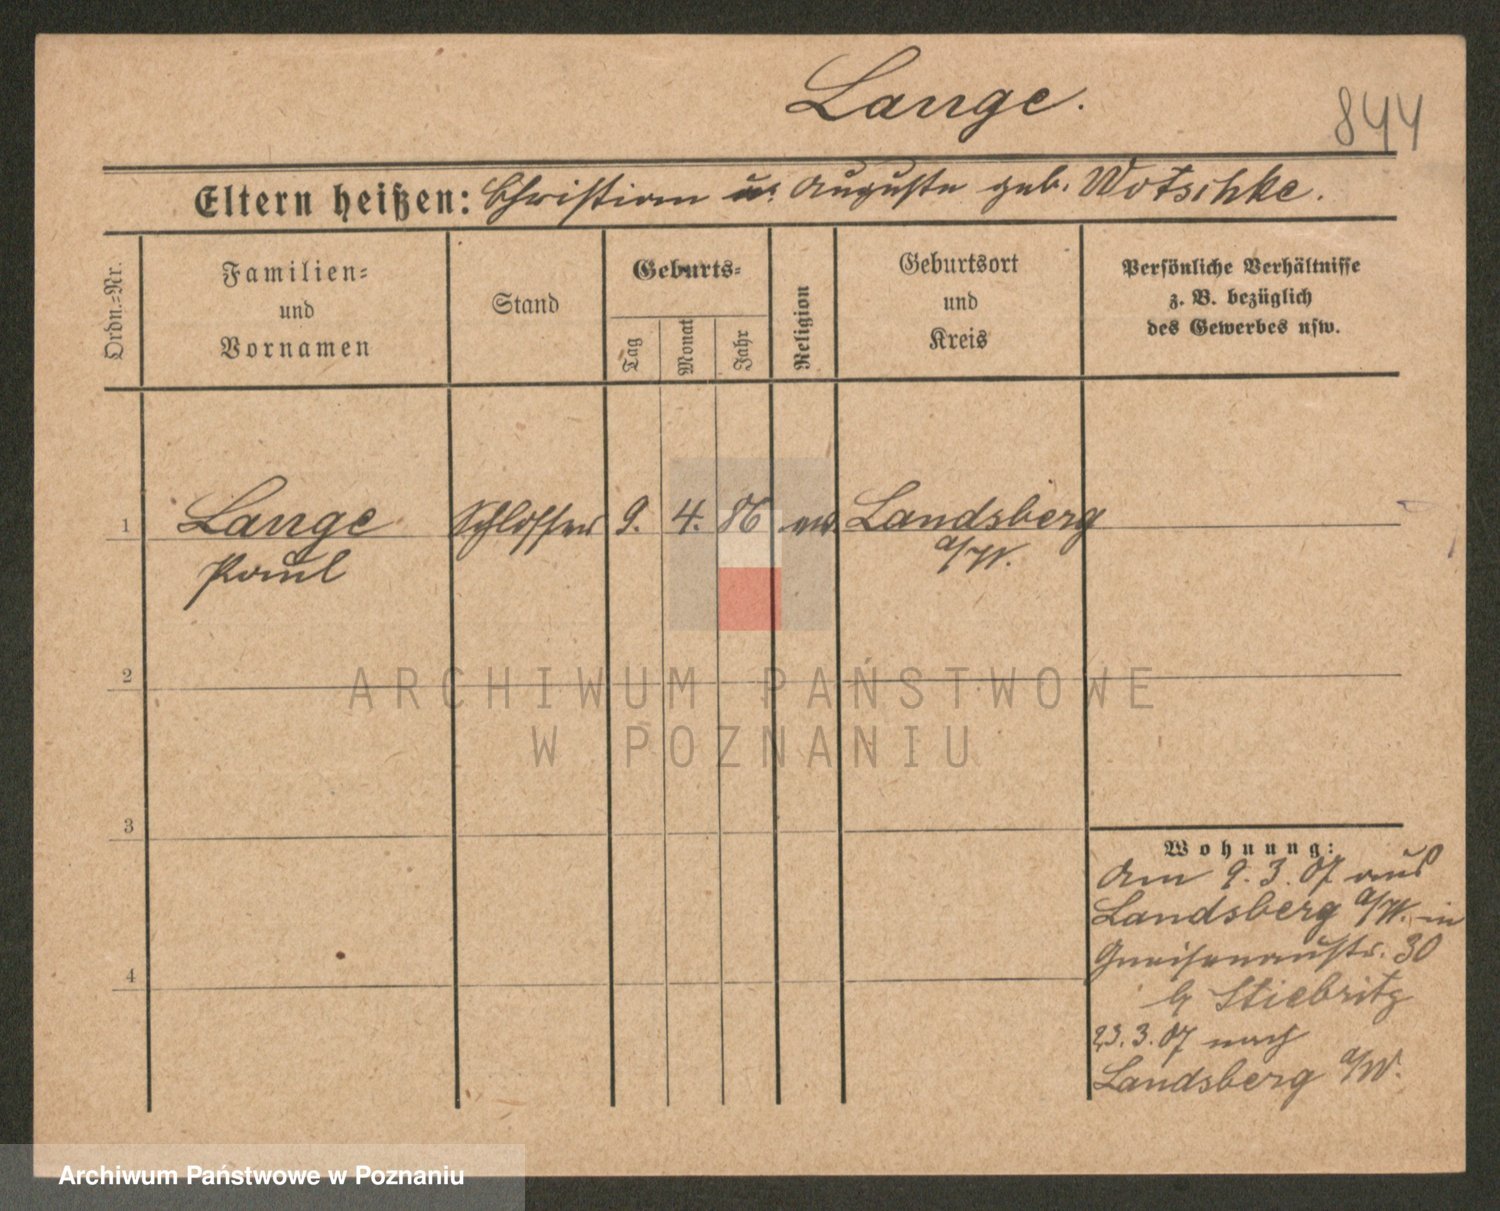 Lange.
844
Eltern heißen: Christian u. Auguste geb. Wotschke.
Ordn.-Nr.
Familien-
und
Vornamen
Stand
Geburts-
Tag
Monat
Jahr
Religion
Geburtsort
und
Kreis
Persönliche Verhältnisse
z. B. bezüglich
des Gewerbes usw.
1 Lange Schlosser 9. 4. 86 ev. Landsberg
Paul a/W.
2
3
4
Wohnung:
Am 9.3.07 aus
Landsberg a/W. in
Gneisenaustr. 30
b/ Stiebritz
23.3.07 nach
Landsberg a/W.
ARCHIWUM PAŃSTWOWE
W POZNANIU
Archiwum Państwowe w Poznaniu